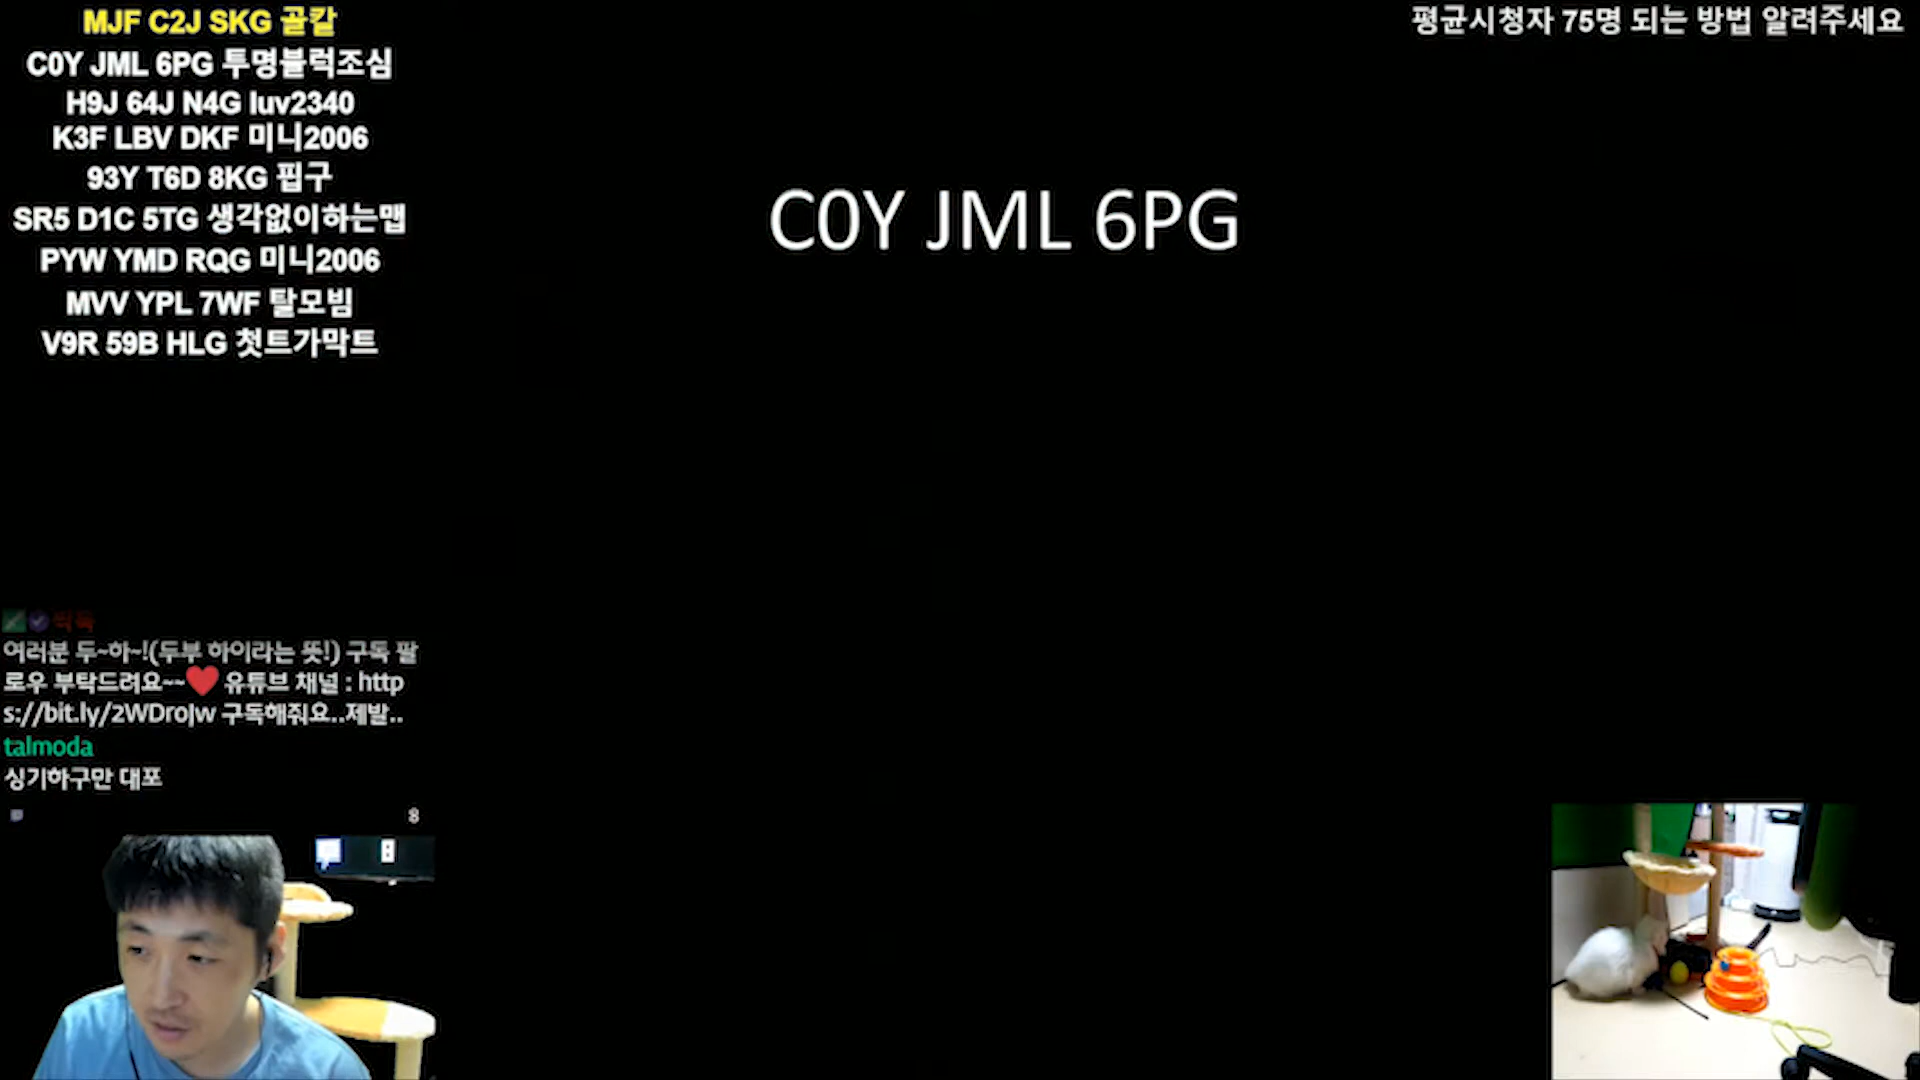 MJF C2J SKG 골칼
C0Y JML 6PG 투명블럭조심
H9J 64J N4G luv2340
K3F LBV DKF 미니2006
93Y T6D 8KG 핍구
SR5 D1C 5TG 생각없이하는맵
PYW YMD RQG 미니2006
MVV YPL 7WF 탈모빔
V9R 59B HLG 첫트가막트
평균시청자 75명 되는 방법 알려주세요
C0Y JML 6PG
여러분 두~하~!(두부 하이라는 뜻!) 구독 팔
로우 부탁드려요~~❤ 유튜브 채널 : http
s://bit.ly/2WDroJw 구독해줘요..제발..
talmoda
싱기하구만 대포
8